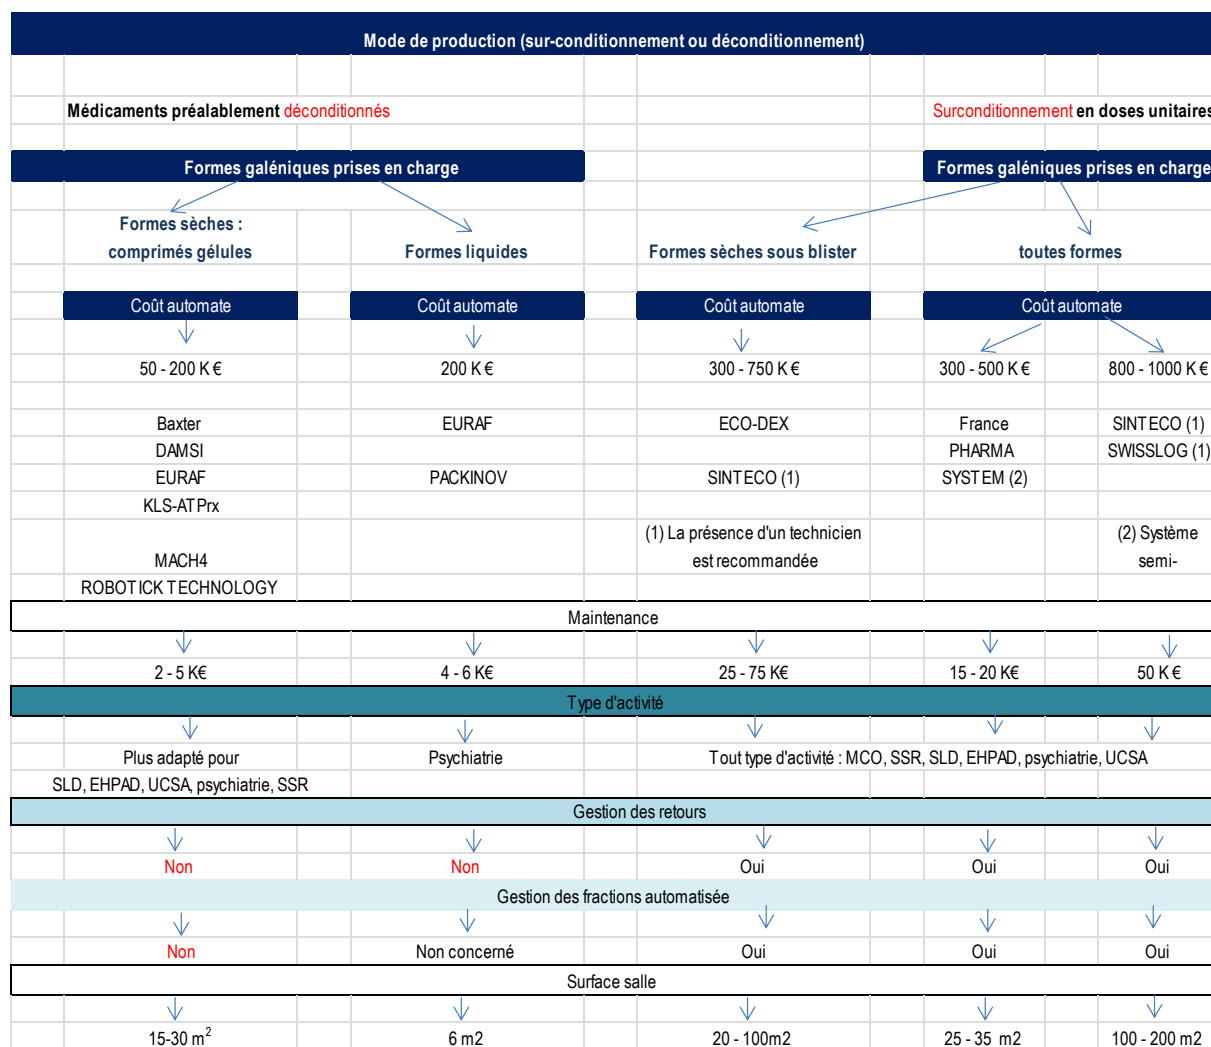 Mode de production (sur-conditionnement ou déconditionnement)
Médicaments préalablement déconditionnés
Surconditionnement en doses unitaires
Formes galéniques prises en charge
Formes galéniques prises en charge
Formes sèches :
comprimés gélules
Formes liquides
Formes sèches sous blister
toutes formes
Coût automate
Coût automate
Coût automate
Coût automate
50 - 200 K €
200 K €
300 - 750 K €
300 - 500 K €
800 - 1000 K €
Baxter
EURAF
ECO-DEX
France
SINTECO (1)
DAMSI
PHARMA
SWISSLOG (1)
EURAF
PACKINOV
SINTECO (1)
SYSTEM (2)
KLS-ATPrx
(1) La présence d'un technicien
est recommandée
(2) Système
semi-
MACH4
ROBOTICK TECHNOLOGY
Maintenance
2 - 5 K€
4 - 6 K€
25 - 75 K€
15 - 20 K€
50 K €
Type d'activité
Plus adapté pour
SLD, EHPAD, UCSA, psychiatrie, SSR
Psychiatrie
Tout type d'activité : MCO, SSR, SLD, EHPAD, psychiatrie, UCSA
Gestion des retours
Non
Non
Oui
Oui
Oui
Gestion des fractions automatisée
Non
Non concerné
Oui
Oui
Oui
Surface salle
15-30 m²
6 m2
20 - 100m2
25 - 35 m2
100 - 200 m2